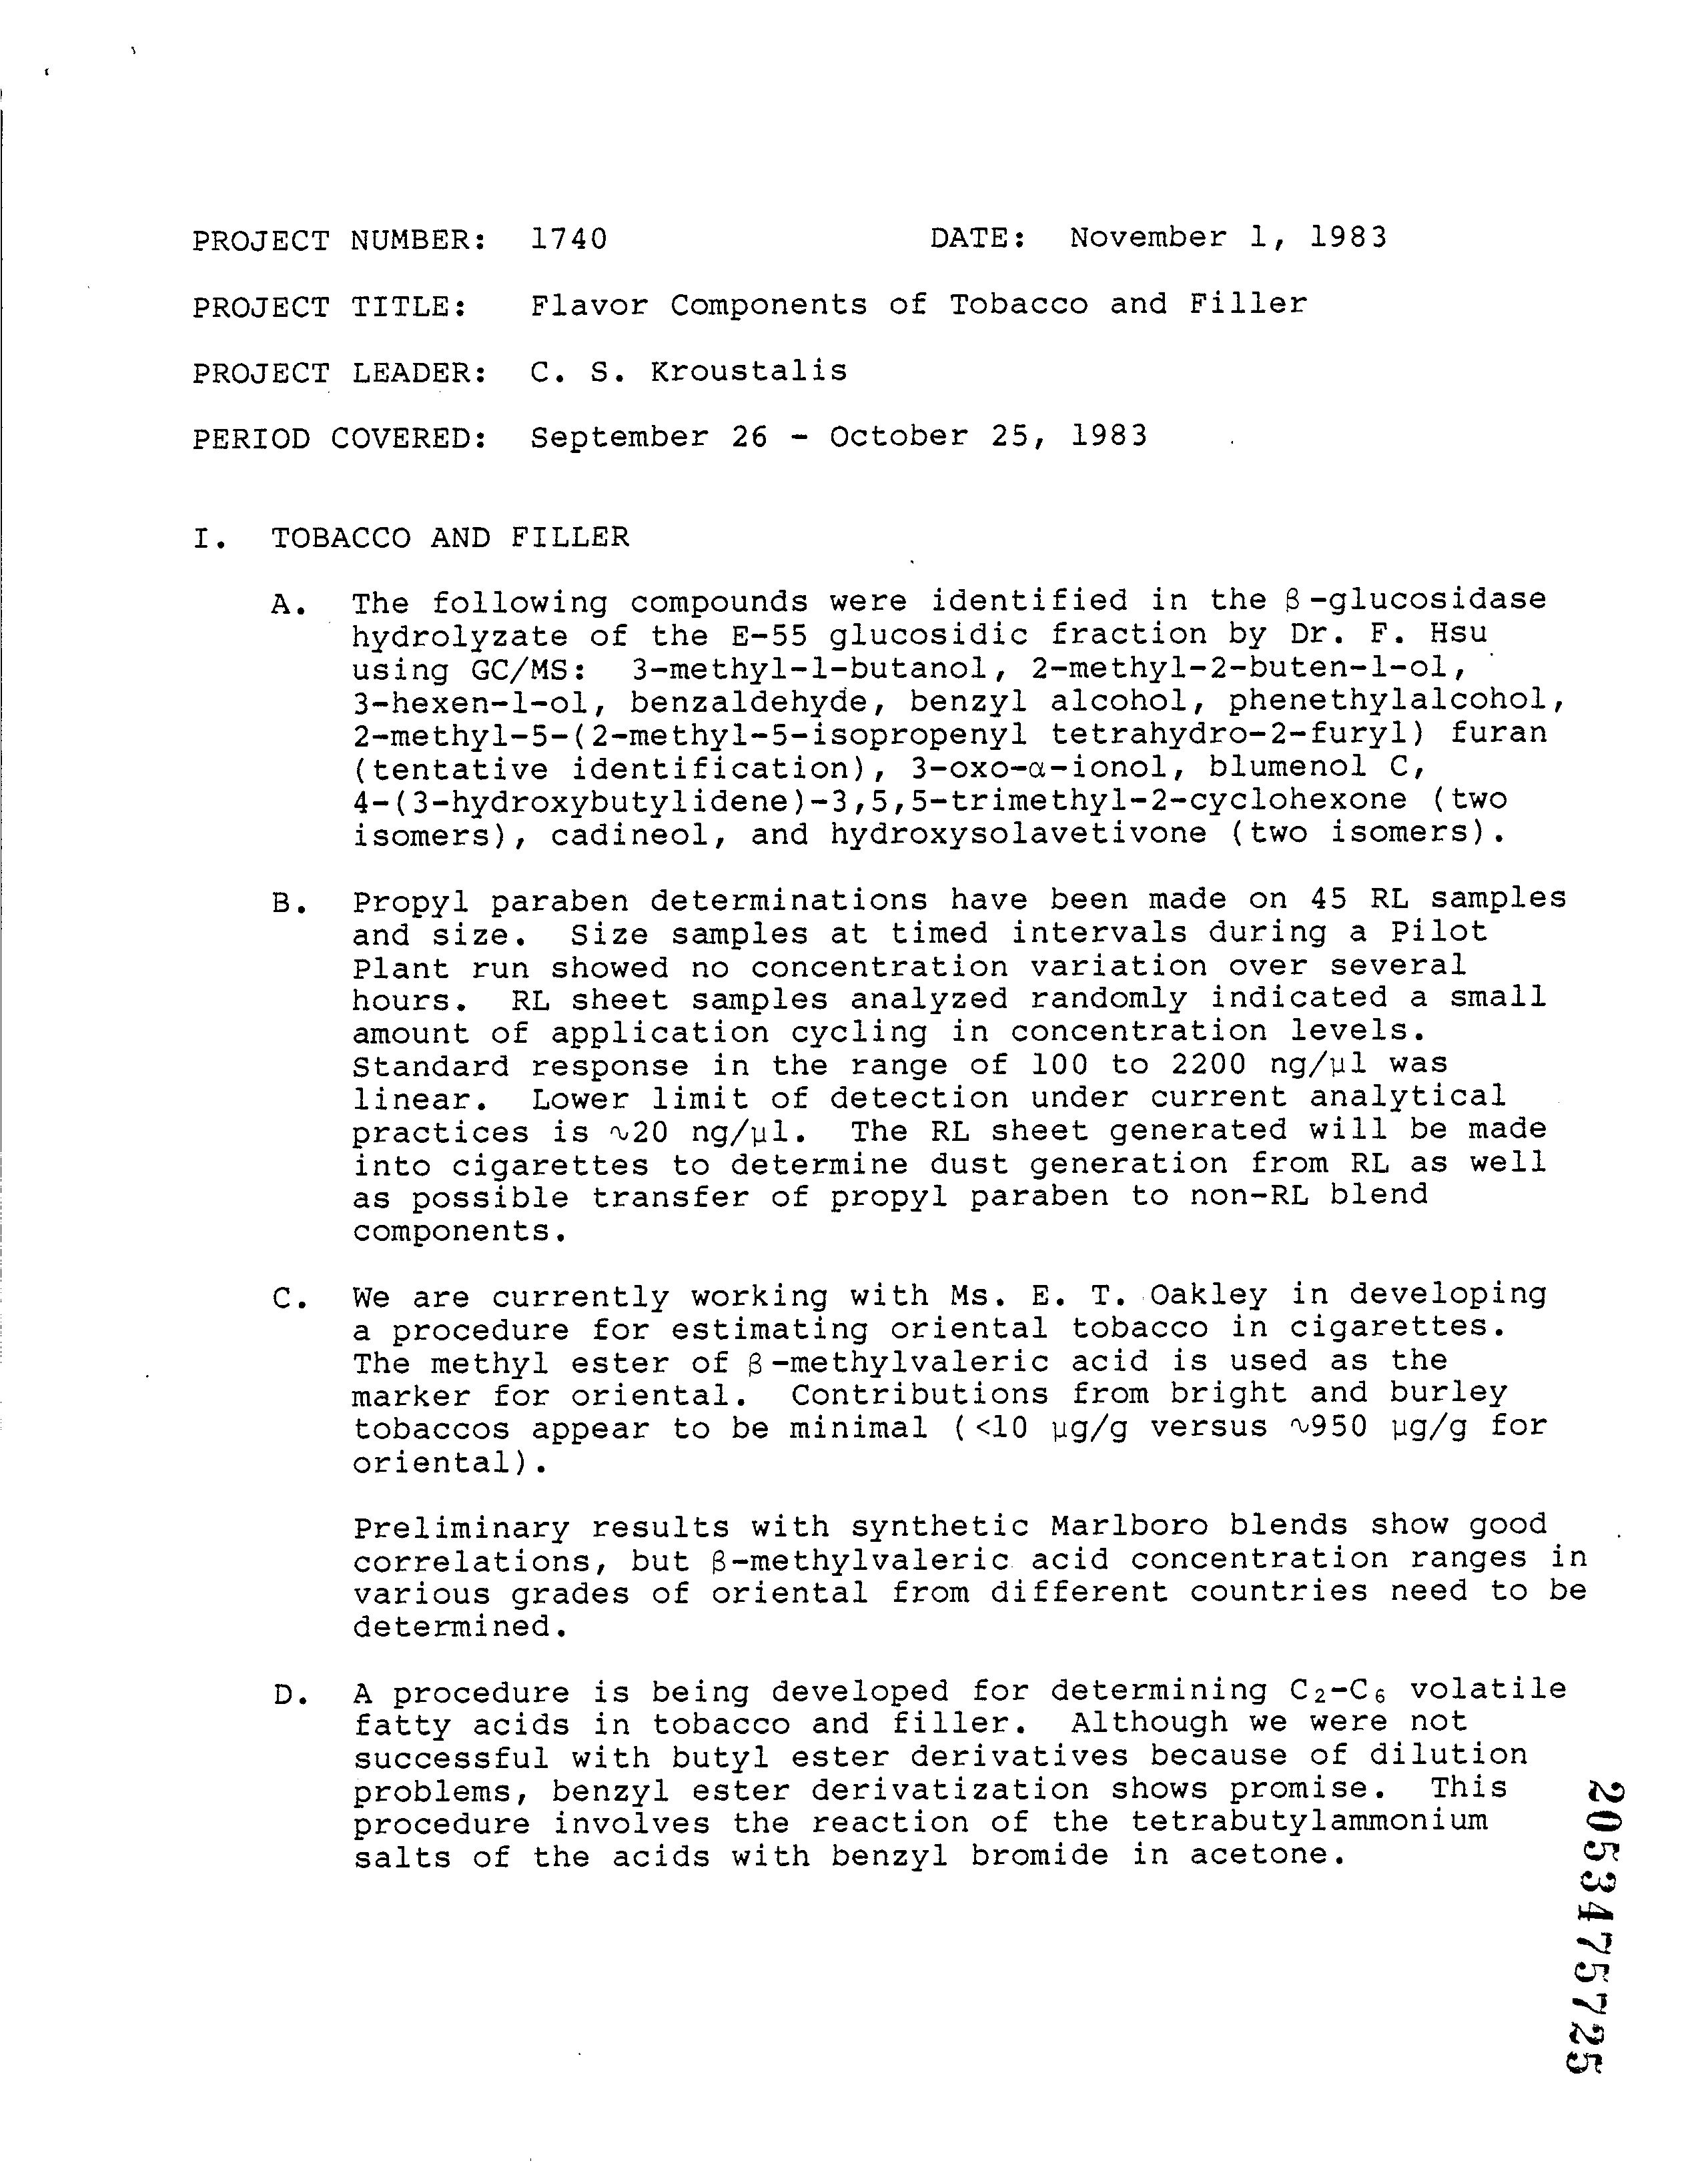 PROJECT NUMBER: 1740 DATE: November 1, 1983
PROJECT TITLE: Flavor Components of Tobacco and Filler
PROJECT LEADER: C. S. Kroustalis
PERIOD COVERED: September 26 - October 25, 1983
I. TOBACCO AND FILLER
A. The following compounds were identified in the β-glucosidase
hydrolyzate of the E-55 glucosidic fraction by Dr. F. Hsu
using GC/MS: 3-methyl-1-butanol, 2-methyl-2-buten-1-ol,
3-hexen-1-ol, benzaldehyde, benzyl alcohol, phenethylalcohol,
2-methyl-5-(2-methyl-5-isopropenyl tetrahydro-2-furyl) furan
(tentative identification), 3-oxo-α-ionol, blumenol C,
4-(3-hydroxybutylidene)-3,5,5-trimethyl-2-cyclohexone (two
isomers), cadineol, and hydroxysolavetivone (two isomers).
B. Propyl paraben determinations have been made on 45 RL samples
and size. Size samples at timed intervals during a Pilot
Plant run showed no concentration variation over several
hours. RL sheet samples analyzed randomly indicated a small
amount of application cycling in concentration levels.
Standard response in the range of 100 to 2200 ng/μl was
linear. Lower limit of detection under current analytical
practices is ∿20 ng/μl. The RL sheet generated will be made
into cigarettes to determine dust generation from RL as well
as possible transfer of propyl paraben to non-RL blend
components.
C. We are currently working with Ms. E. T. Oakley in developing
a procedure for estimating oriental tobacco in cigarettes.
The methyl ester of β-methylvaleric acid is used as the
marker for oriental. Contributions from bright and burley
tobaccos appear to be minimal (<10 μg/g versus ∿950 μg/g for
oriental).
Preliminary results with synthetic Marlboro blends show good
correlations, but β-methylvaleric acid concentration ranges in
various grades of oriental from different countries need to be
determined.
D. A procedure is being developed for determining C₂-C₆ volatile
fatty acids in tobacco and filler. Although we were not
successful with butyl ester derivatives because of dilution
problems, benzyl ester derivatization shows promise. This
procedure involves the reaction of the tetrabutylammonium
salts of the acids with benzyl bromide in acetone.
2053475725